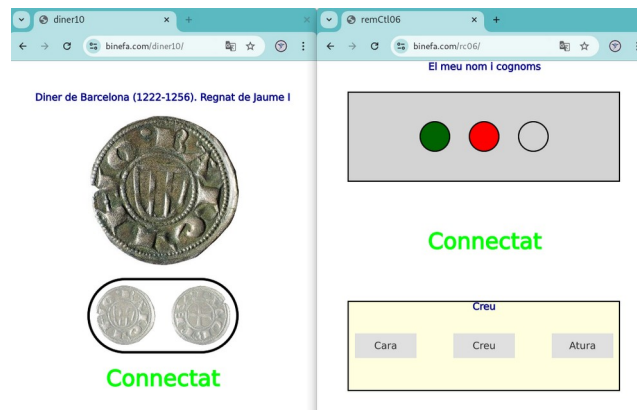 diner10
binefa.com/diner10/
Diner de Barcelona (1222-1256). Regnat de Jaume I
Connectat
remCtl06
binefa.com/rc06/
El meu nom i cognoms
Connectat
Creu
Cara
Creu
Atura